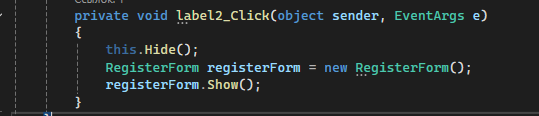 private void label2_Click(object sender, EventArgs e)
{
this.Hide();
RegisterForm registerForm = new RegisterForm();
registerForm.Show();
}